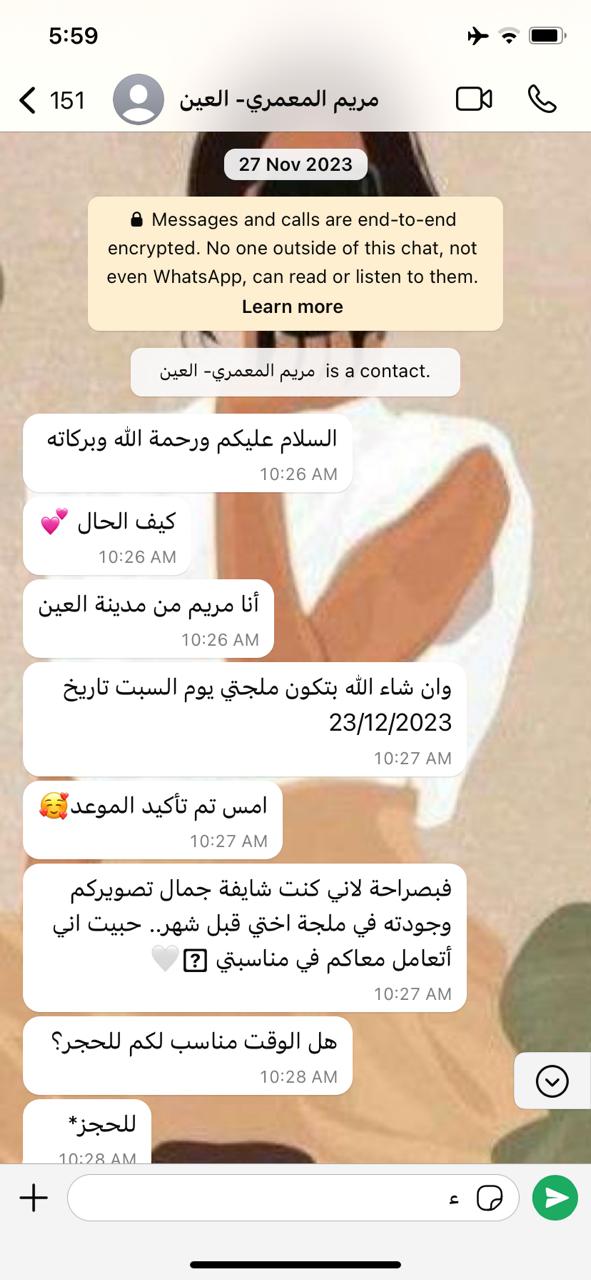 5:59
151
مريم المعمري- العين
27 Nov 2023
Messages and calls are end-to-end
encrypted. No one outside of this chat, not
even WhatsApp, can read or listen to them.
Learn more
مريم المعمري- العين is a contact.
السلام عليكم ورحمة الله وبركاته
10:26 AM
كيف الحال 💕
10:26 AM
أنا مريم من مدينة العين
10:26 AM
وان شاء الله بتكون ملجتي يوم السبت تاريخ
23/12/2023
10:27 AM
امس تم تأكيد الموعد🥰
10:27 AM
فبصراحة لاني كنت شايفة جمال تصويركم
وجودته في ملجة اختي قبل شهر.. حبيت اني
أتعامل معاكم في مناسبتي ⍰🤍
10:27 AM
هل الوقت مناسب لكم للحجر؟
10:28 AM
للحجز*
10:28 AM
ء